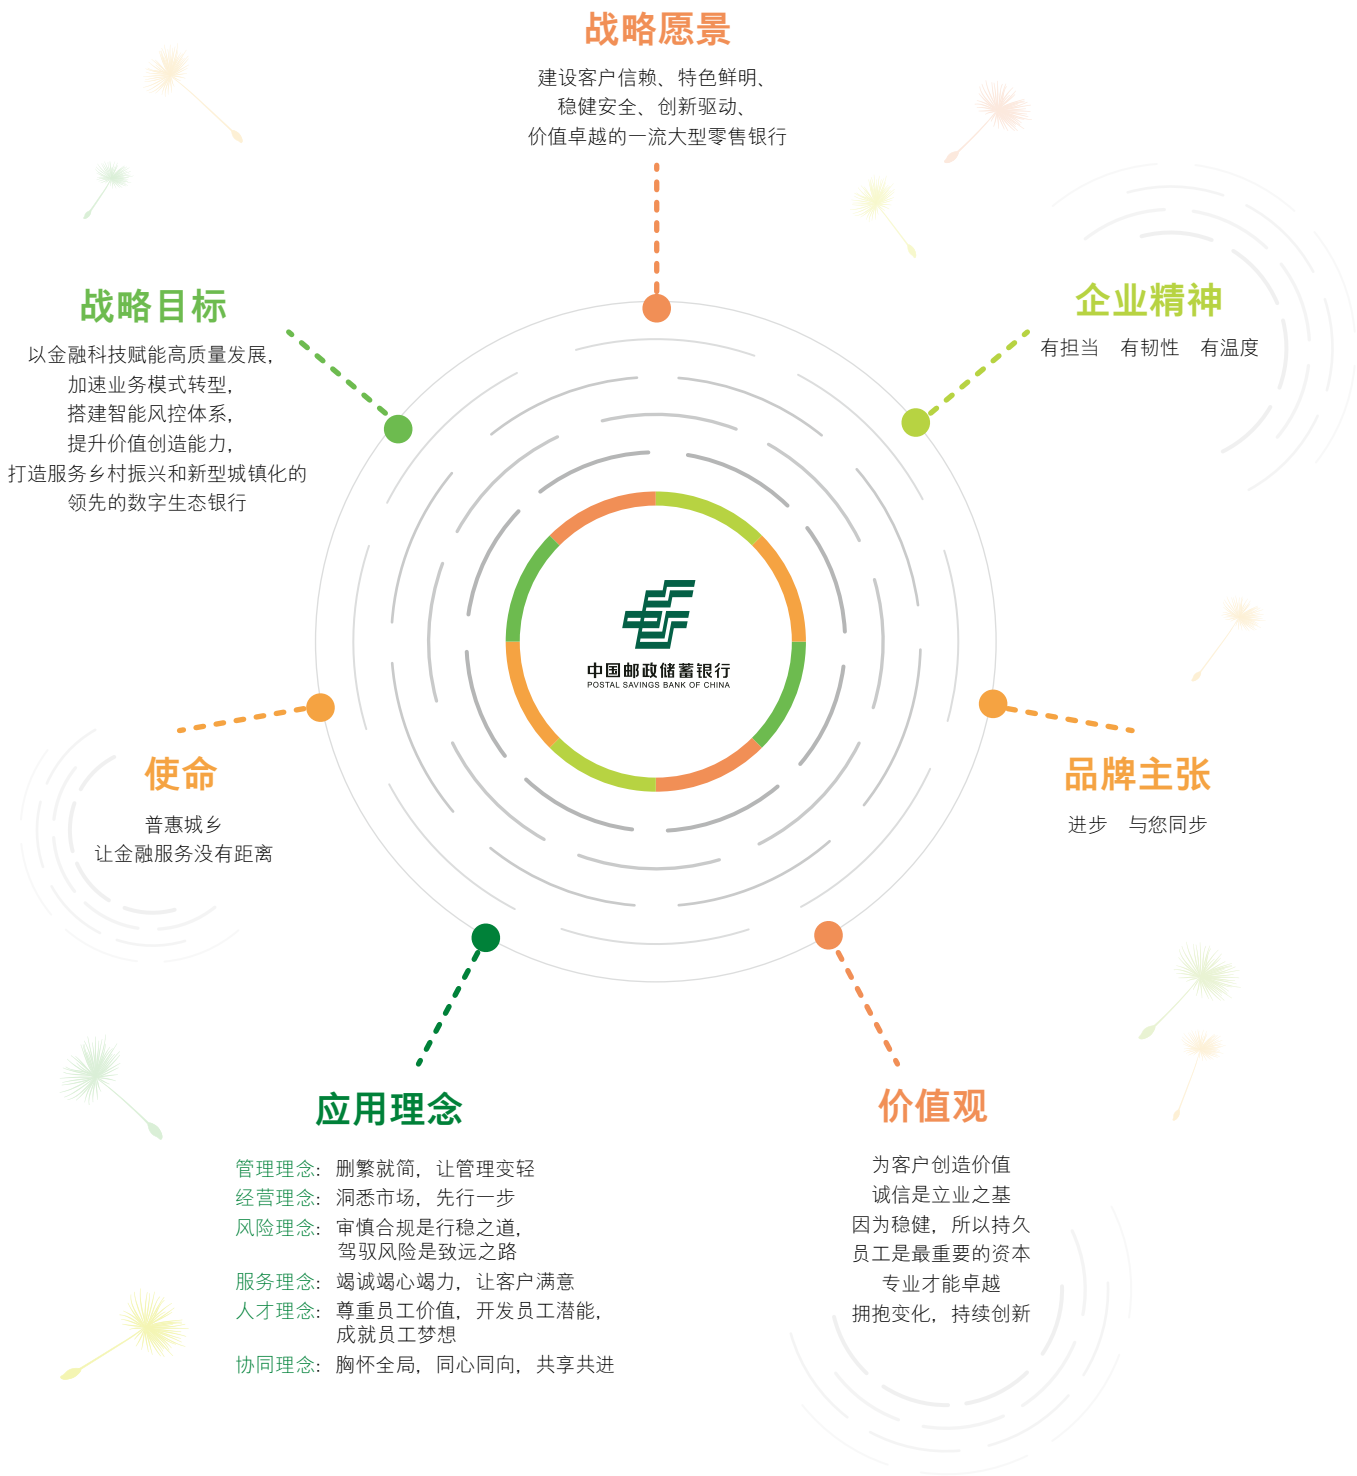 战略愿景
建设客户信赖、特色鲜明、
稳健安全、创新驱动、
价值卓越的一流大型零售银行
战略目标
以金融科技赋能高质量发展，
加速业务模式转型，
搭建智能风控体系，
提升价值创造能力，
打造服务乡村振兴和新型城镇化的
领先的数字生态银行
企业精神
有担当　有韧性　有温度
中国邮政储蓄银行
POSTAL SAVINGS BANK OF CHINA
使命
普惠城乡
让金融服务没有距离
品牌主张
进步　与您同步
应用理念
管理理念：删繁就简，让管理变轻
经营理念：洞悉市场，先行一步
风险理念：审慎合规是行稳之道，
驾驭风险是致远之路
服务理念：竭诚竭心竭力，让客户满意
人才理念：尊重员工价值，开发员工潜能，
成就员工梦想
协同理念：胸怀全局，同心同向，共享共进
价值观
为客户创造价值
诚信是立业之基
因为稳健，所以持久
员工是最重要的资本
专业才能卓越
拥抱变化，持续创新